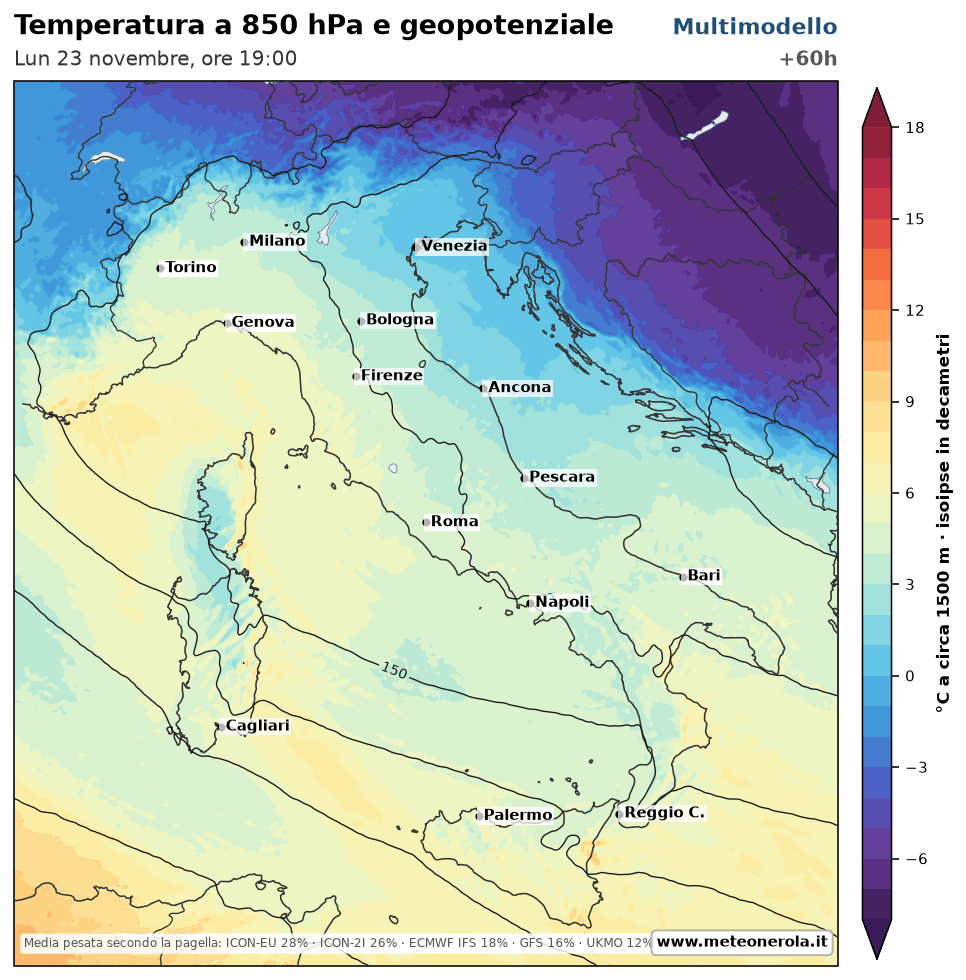 Temperatura a 850 hPa e geopotenziale
Multimodello
Lun 23 novembre, ore 19:00
+60h
Milano
Venezia
Torino
Genova
Bologna
Firenze
Ancona
Pescara
Roma
Bari
Napoli
150
Cagliari
Palermo
Reggio C.
18
15
12
9
6
3
0
−3
−6
°C a circa 1500 m · isoipse in decametri
Media pesata secondo la pagella: ICON-EU 28% · ICON-2I 26% · ECMWF IFS 18% · GFS 16% · UKMO 12%
www.meteonerola.it